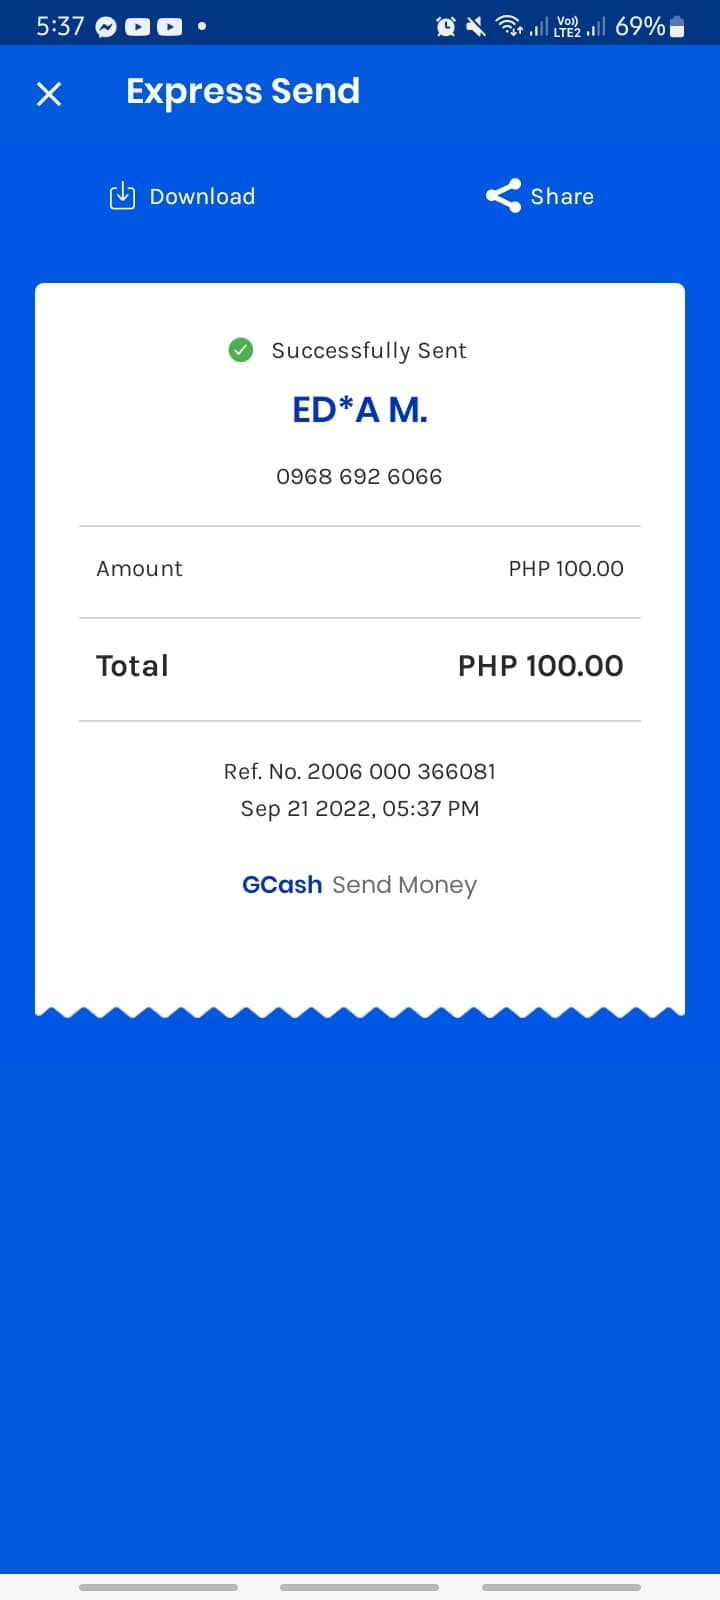 5:37 Vo)) LTE2 69%
Express Send
Download Share
Successfully Sent
ED*A M.
0968 692 6066
Amount PHP 100.00
Total PHP 100.00
Ref. No. 2006 000 366081
Sep 21 2022, 05:37 PM
GCash Send Money